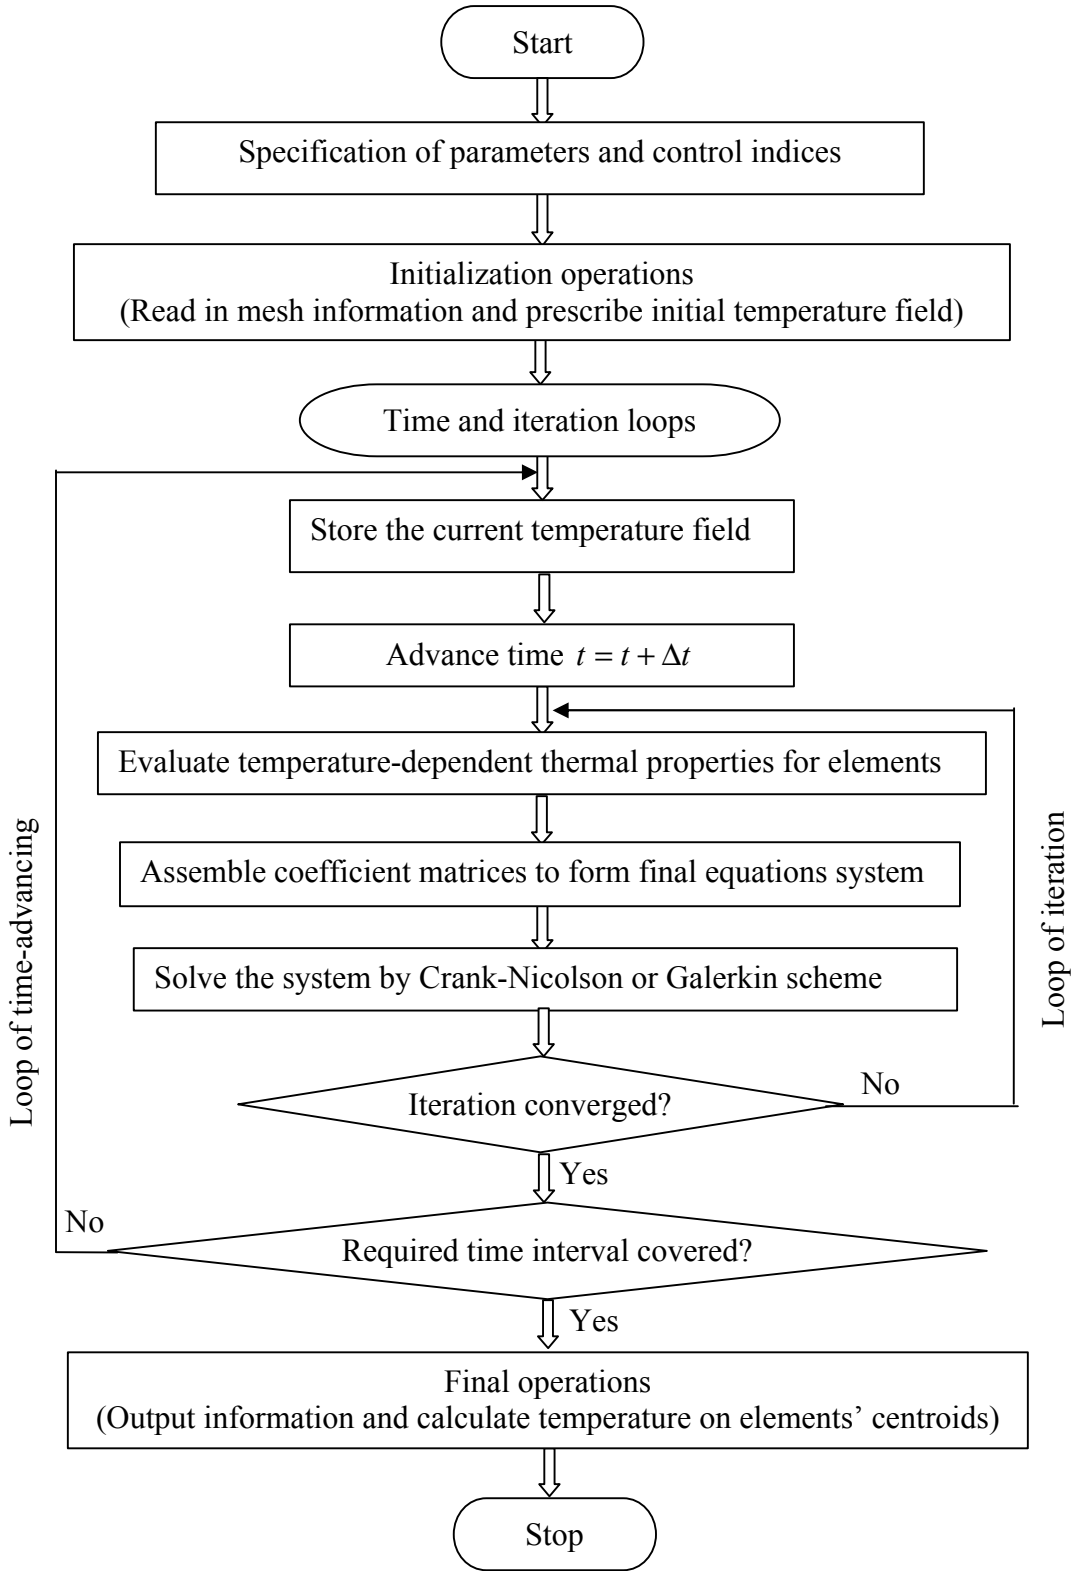 Start
Specification of parameters and control indices
Initialization operations
(Read in mesh information and prescribe initial temperature field)
Time and iteration loops
Store the current temperature field
Advance time t = t + Δt
Evaluate temperature-dependent thermal properties for elements
Assemble coefficient matrices to form final equations system
Solve the system by Crank-Nicolson or Galerkin scheme
Iteration converged?
No
Loop of iteration
Yes
Required time interval covered?
No
Loop of time-advancing
Yes
Final operations
(Output information and calculate temperature on elements’ centroids)
Stop